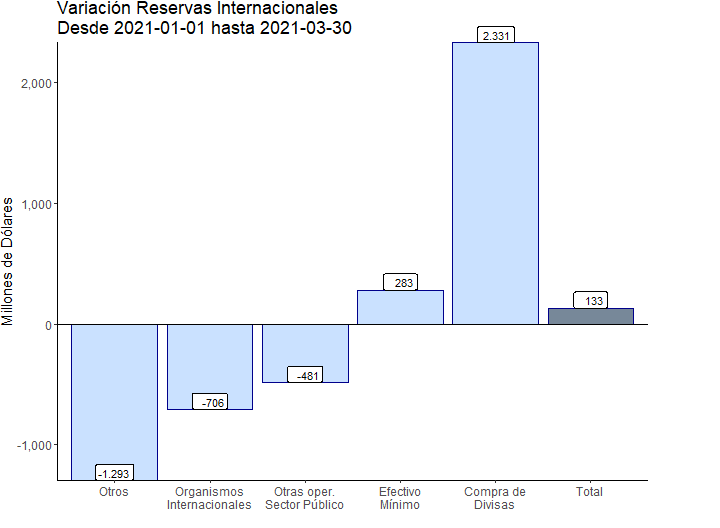 Variación Reservas Internacionales
Desde 2021-01-01 hasta 2021-03-30
Millones de Dólares
2,000
1,000
0
-1,000
-1.293
-706
-481
283
2.331
133
Otros
Organismos
Internacionales
Otras oper.
Sector Público
Efectivo
Mínimo
Compra de
Divisas
Total